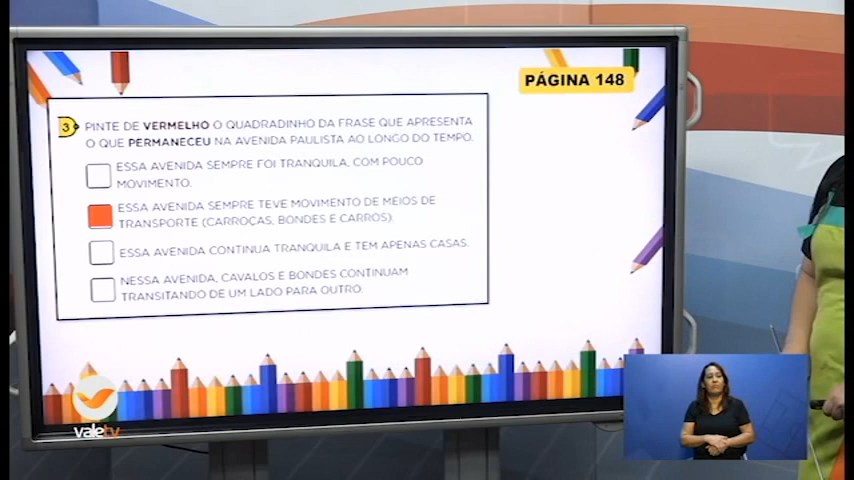 PÁGINA 148
3 PINTE DE VERMELHO O QUADRADINHO DA FRASE QUE APRESENTA
O QUE PERMANECEU NA AVENIDA PAULISTA AO LONGO DO TEMPO.
ESSA AVENIDA SEMPRE FOI TRANQUILA, COM POUCO
MOVIMENTO.
ESSA AVENIDA SEMPRE TEVE MOVIMENTO DE MEIOS DE
TRANSPORTE (CARROÇAS, BONDES E CARROS).
ESSA AVENIDA CONTINUA TRANQUILA E TEM APENAS CASAS.
NESSA AVENIDA, CAVALOS E BONDES CONTINUAM
TRANSITANDO DE UM LADO PARA OUTRO.
valetv